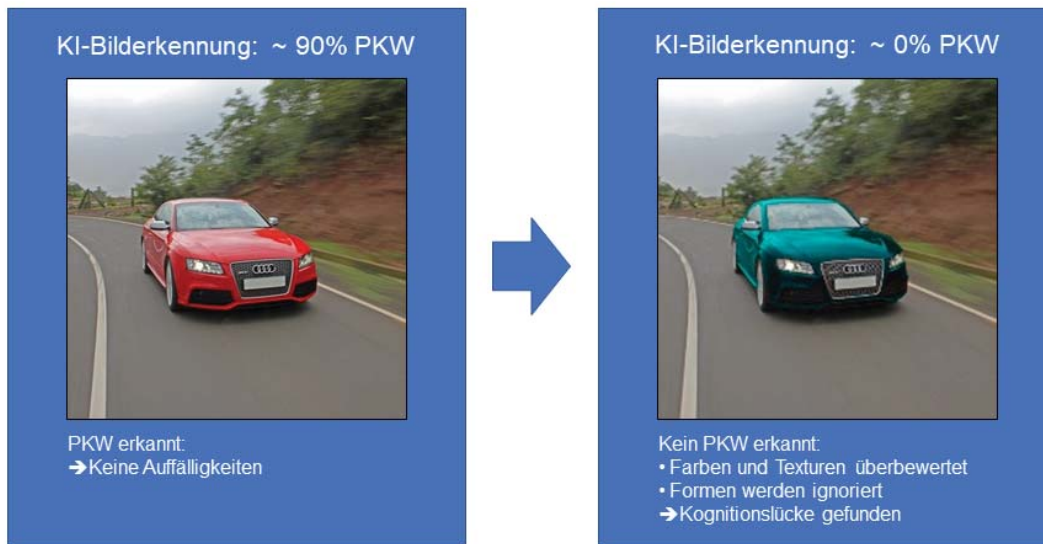 KI-Bilderkennung: ~ 90% PKW
PKW erkannt:
➔Keine Auffälligkeiten
KI-Bilderkennung: ~ 0% PKW
Kein PKW erkannt:
• Farben und Texturen überbewertet
• Formen werden ignoriert
➔Kognitionslücke gefunden